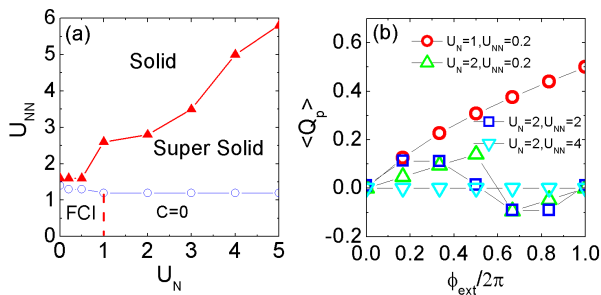 (a)
Solid
Super Solid
FCI
C=0
U_NN
6
5
4
3
2
1
0
0
1
2
3
4
5
U_N
(b)
U_N=1,U_NN=0.2
U_N=2,U_NN=0.2
U_N=2,U_NN=2
U_N=2,U_NN=4
<Q_p>
0.6
0.4
0.2
0.0
-0.2
0.0
0.2
0.4
0.6
0.8
1.0
ϕ_ext/2π